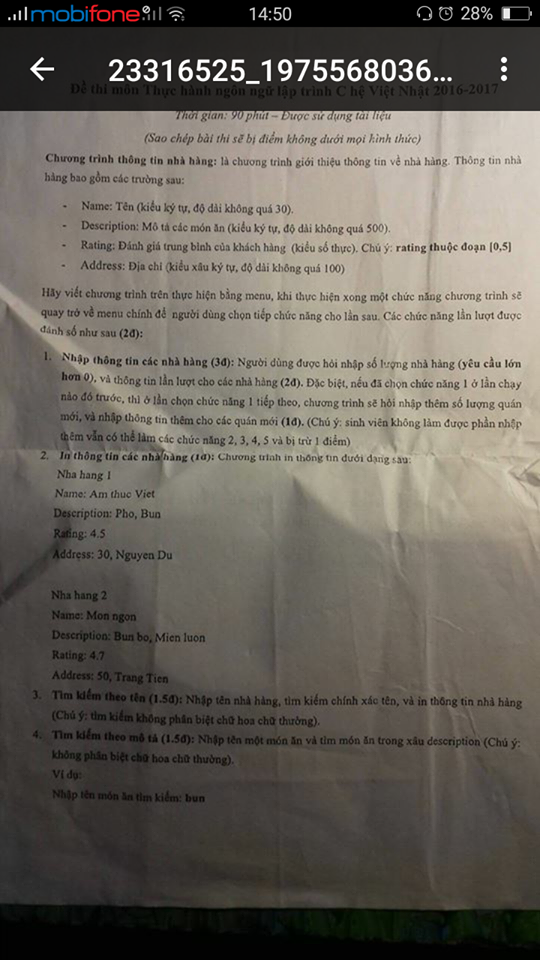 mobifone
14:50
28%
23316525_1975568036...
Đề thi môn Thực hành ngôn ngữ lập trình C hệ Việt Nhật 2016-2017
Thời gian: 90 phút – Được sử dụng tài liệu
(Sao chép bài thi sẽ bị điểm không dưới mọi hình thức)
Chương trình thông tin nhà hàng: là chương trình giới thiệu thông tin về nhà hàng. Thông tin nhà
hàng bao gồm các trường sau:
- Name: Tên (kiểu ký tự, độ dài không quá 30).
- Description: Mô tả các món ăn (kiểu ký tự, độ dài không quá 500).
- Rating: Đánh giá trung bình của khách hàng (kiểu số thực). Chú ý: rating thuộc đoạn [0,5]
- Address: Địa chỉ (kiểu xâu ký tự, độ dài không quá 100)
Hãy viết chương trình trên thực hiện bằng menu, khi thực hiện xong một chức năng chương trình sẽ
quay trở về menu chính để người dùng chọn tiếp chức năng cho lần sau. Các chức năng lần lượt được
đánh số như sau (2đ):
1. Nhập thông tin các nhà hàng (3đ): Người dùng được hỏi nhập số lượng nhà hàng (yêu cầu lớn
hơn 0), và thông tin lần lượt cho các nhà hàng (2đ). Đặc biệt, nếu đã chọn chức năng 1 ở lần chạy
nào đó trước, thì ở lần chọn chức năng 1 tiếp theo, chương trình sẽ hỏi nhập thêm số lượng quán
mới, và nhập thông tin thêm cho các quán mới (1đ). (Chú ý: sinh viên không làm được phần nhập
thêm vẫn có thể làm các chức năng 2, 3, 4, 5 và bị trừ 1 điểm)
2. In thông tin các nhà hàng (1đ): Chương trình in thông tin dưới dạng sau:
Nha hang 1
Name: Am thuc Viet
Description: Pho, Bun
Rating: 4.5
Address: 30, Nguyen Du
Nha hang 2
Name: Mon ngon
Description: Bun bo, Mien luon
Rating: 4.7
Address: 50, Trang Tien
3. Tìm kiếm theo tên (1.5đ): Nhập tên nhà hàng, tìm kiếm chính xác tên, và in thông tin nhà hàng
(Chú ý: tìm kiếm không phân biệt chữ hoa chữ thường).
4. Tìm kiếm theo mô tả (1.5đ): Nhập tên một món ăn và tìm món ăn trong xâu description (Chú ý:
không phân biệt chữ hoa chữ thường).
Ví dụ:
Nhập tên món ăn tìm kiếm: bun